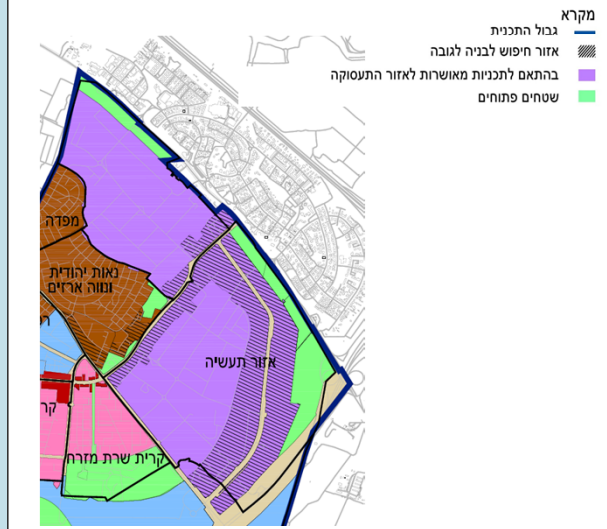 מקרא
גבול התכנית
אזור חיפוש לבניה לגובה
בהתאם לתכניות מאושרות לאזור התעסוקה
שטחים פתוחים
מפדה
נאות יהודית
ונווה ארזים
אזור תעשיה
קר
קרית שרת מזרח